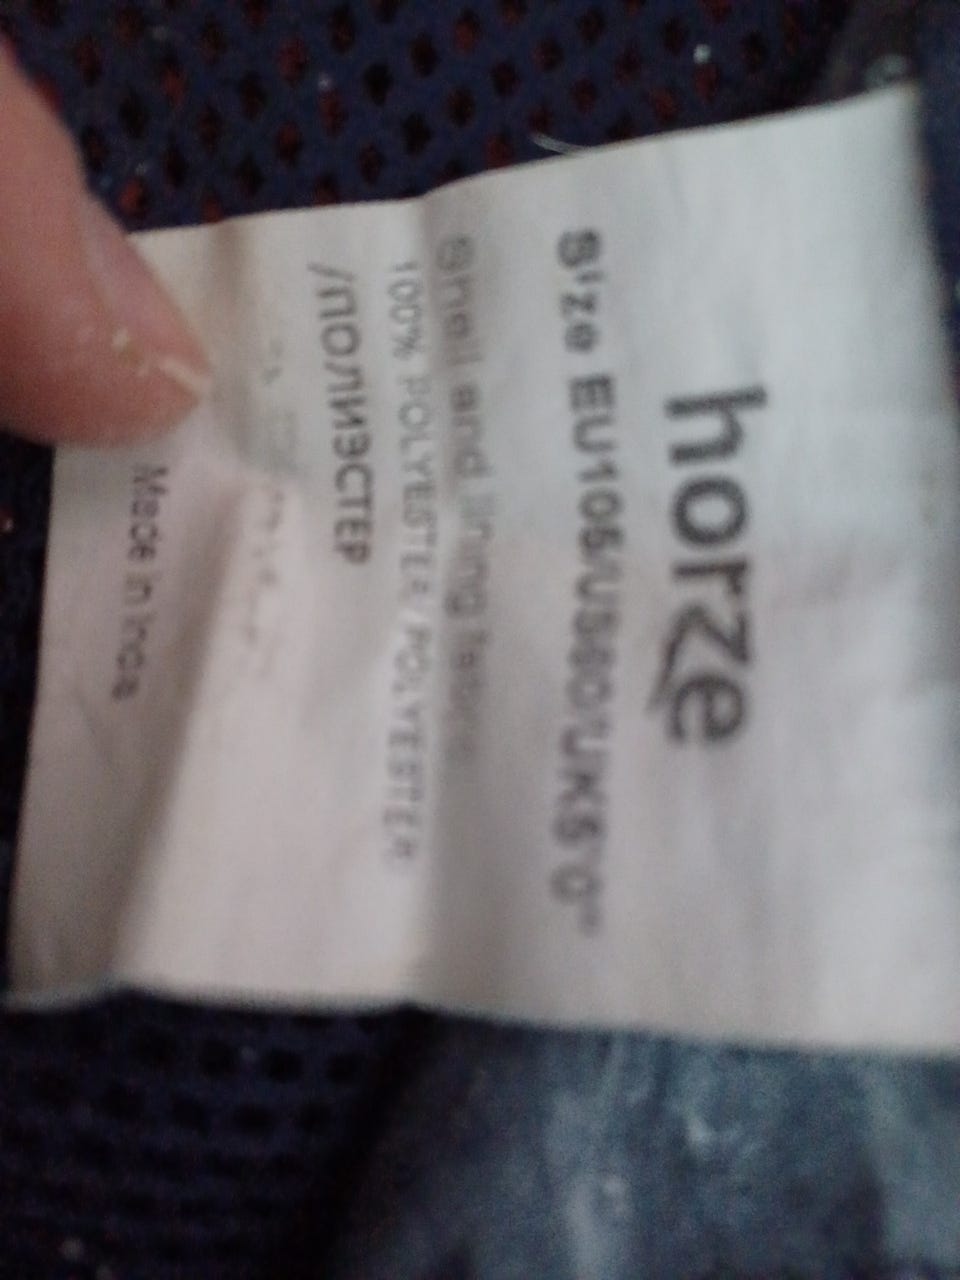 horze
Size EU105/US60/UK5'0"
Shell and lining fabric
100% POLYESTER/POLYESTER
/ПОЛИЭСТЕР
Made in India